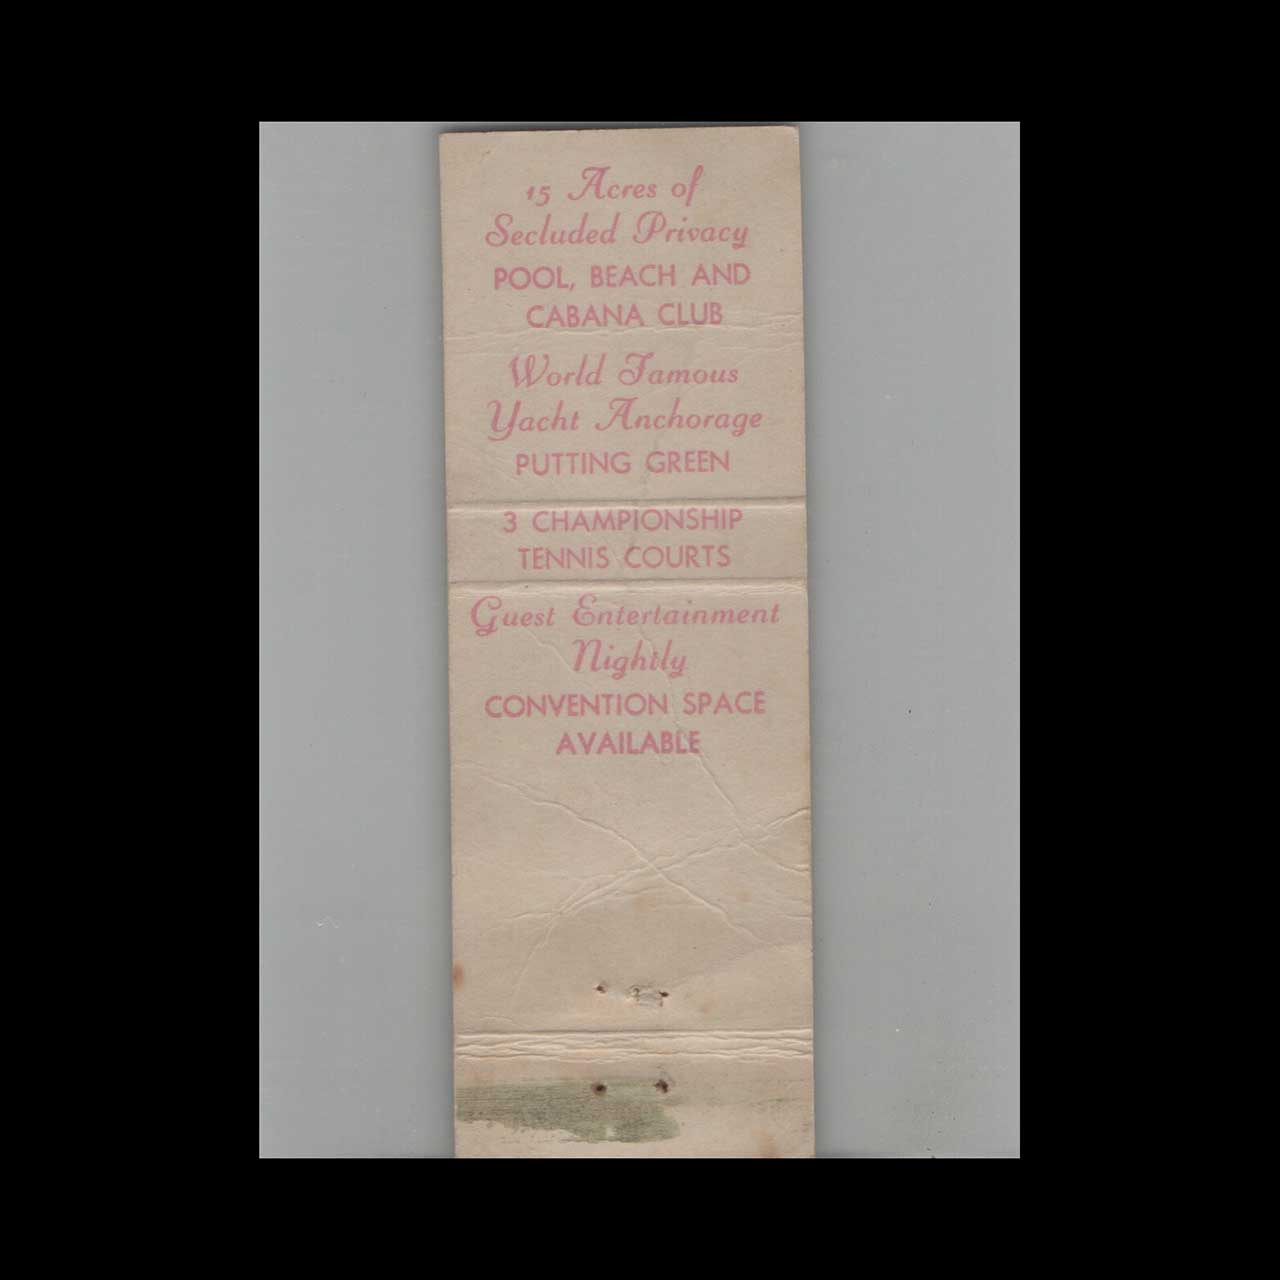 15 Acres of
Secluded Privacy
POOL, BEACH AND
CABANA CLUB
World Famous
Yacht Anchorage
PUTTING GREEN
3 CHAMPIONSHIP
TENNIS COURTS
Guest Entertainment
Nightly
CONVENTION SPACE
AVAILABLE